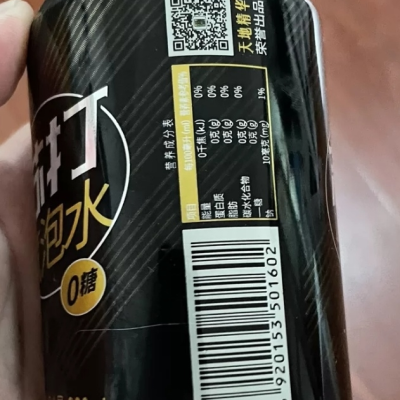 打
泡水
0糖
天地精华
荣誉出品
营养成分表
项目 每100毫升(ml) 营养素参考值%
能量 0千焦(kJ) 0%
蛋白质 0克(g) 0%
脂肪 0克(g) 0%
碳水化合物 0克(g) 0%
—糖 0克(g)
钠 10毫克(mg) 1%
920153 501602